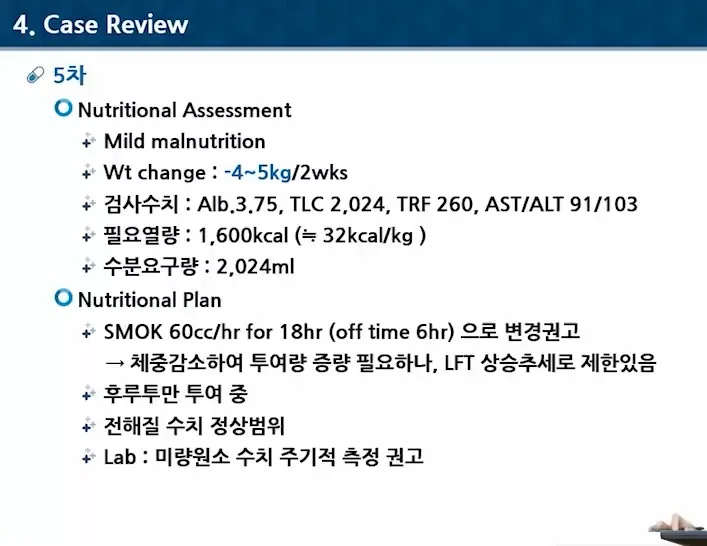 4. Case Review
5차
Nutritional Assessment
Mild malnutrition
Wt change : -4~5kg/2wks
검사수치 : Alb.3.75, TLC 2,024, TRF 260, AST/ALT 91/103
필요열량 : 1,600kcal (≒ 32kcal/kg )
수분요구량 : 2,024ml
Nutritional Plan
SMOK 60cc/hr for 18hr (off time 6hr) 으로 변경권고
→ 체중감소하여 투여량 증량 필요하나, LFT 상승추세로 제한있음
후루투만 투여 중
전해질 수치 정상범위
Lab : 미량원소 수치 주기적 측정 권고